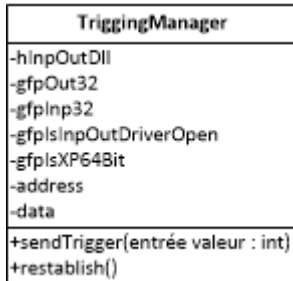 TriggingManager
-hInpOutDll
-gfpOut32
-gfpInp32
-gfpIsInpOutDriverOpen
-gfpIsXP64Bit
-address
-data
+sendTrigger(entrée valeur : int)
+restablish()